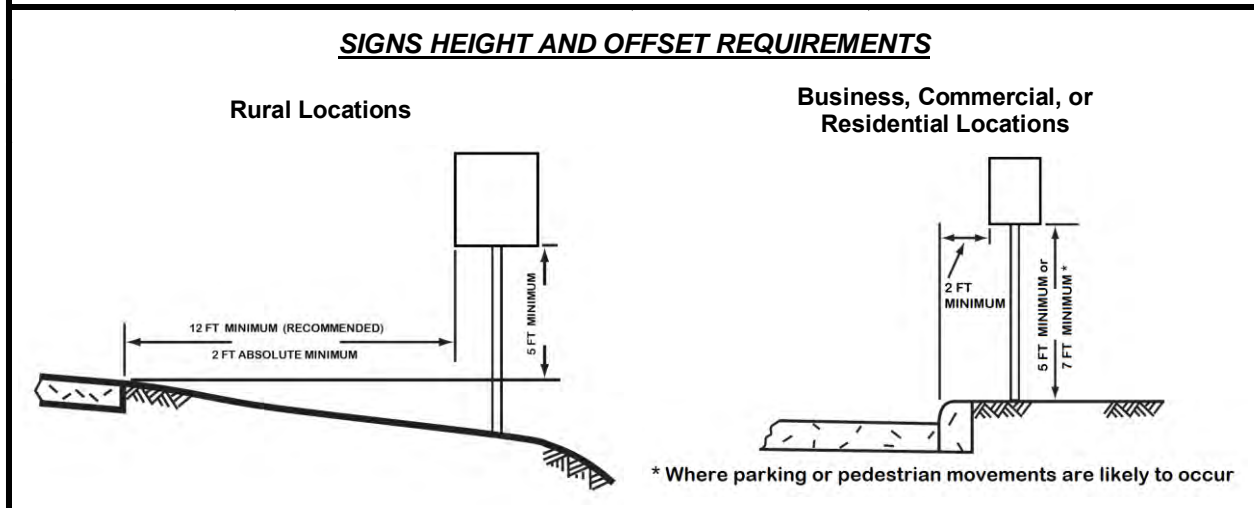 SIGNS HEIGHT AND OFFSET REQUIREMENTS
Rural Locations
12 FT MINIMUM (RECOMMENDED)
2 FT ABSOLUTE MINIMUM
5 FT MINIMUM
Business, Commercial, or
Residential Locations
2 FT
MINIMUM
5 FT MINIMUM or
7 FT MINIMUM *
* Where parking or pedestrian movements are likely to occur